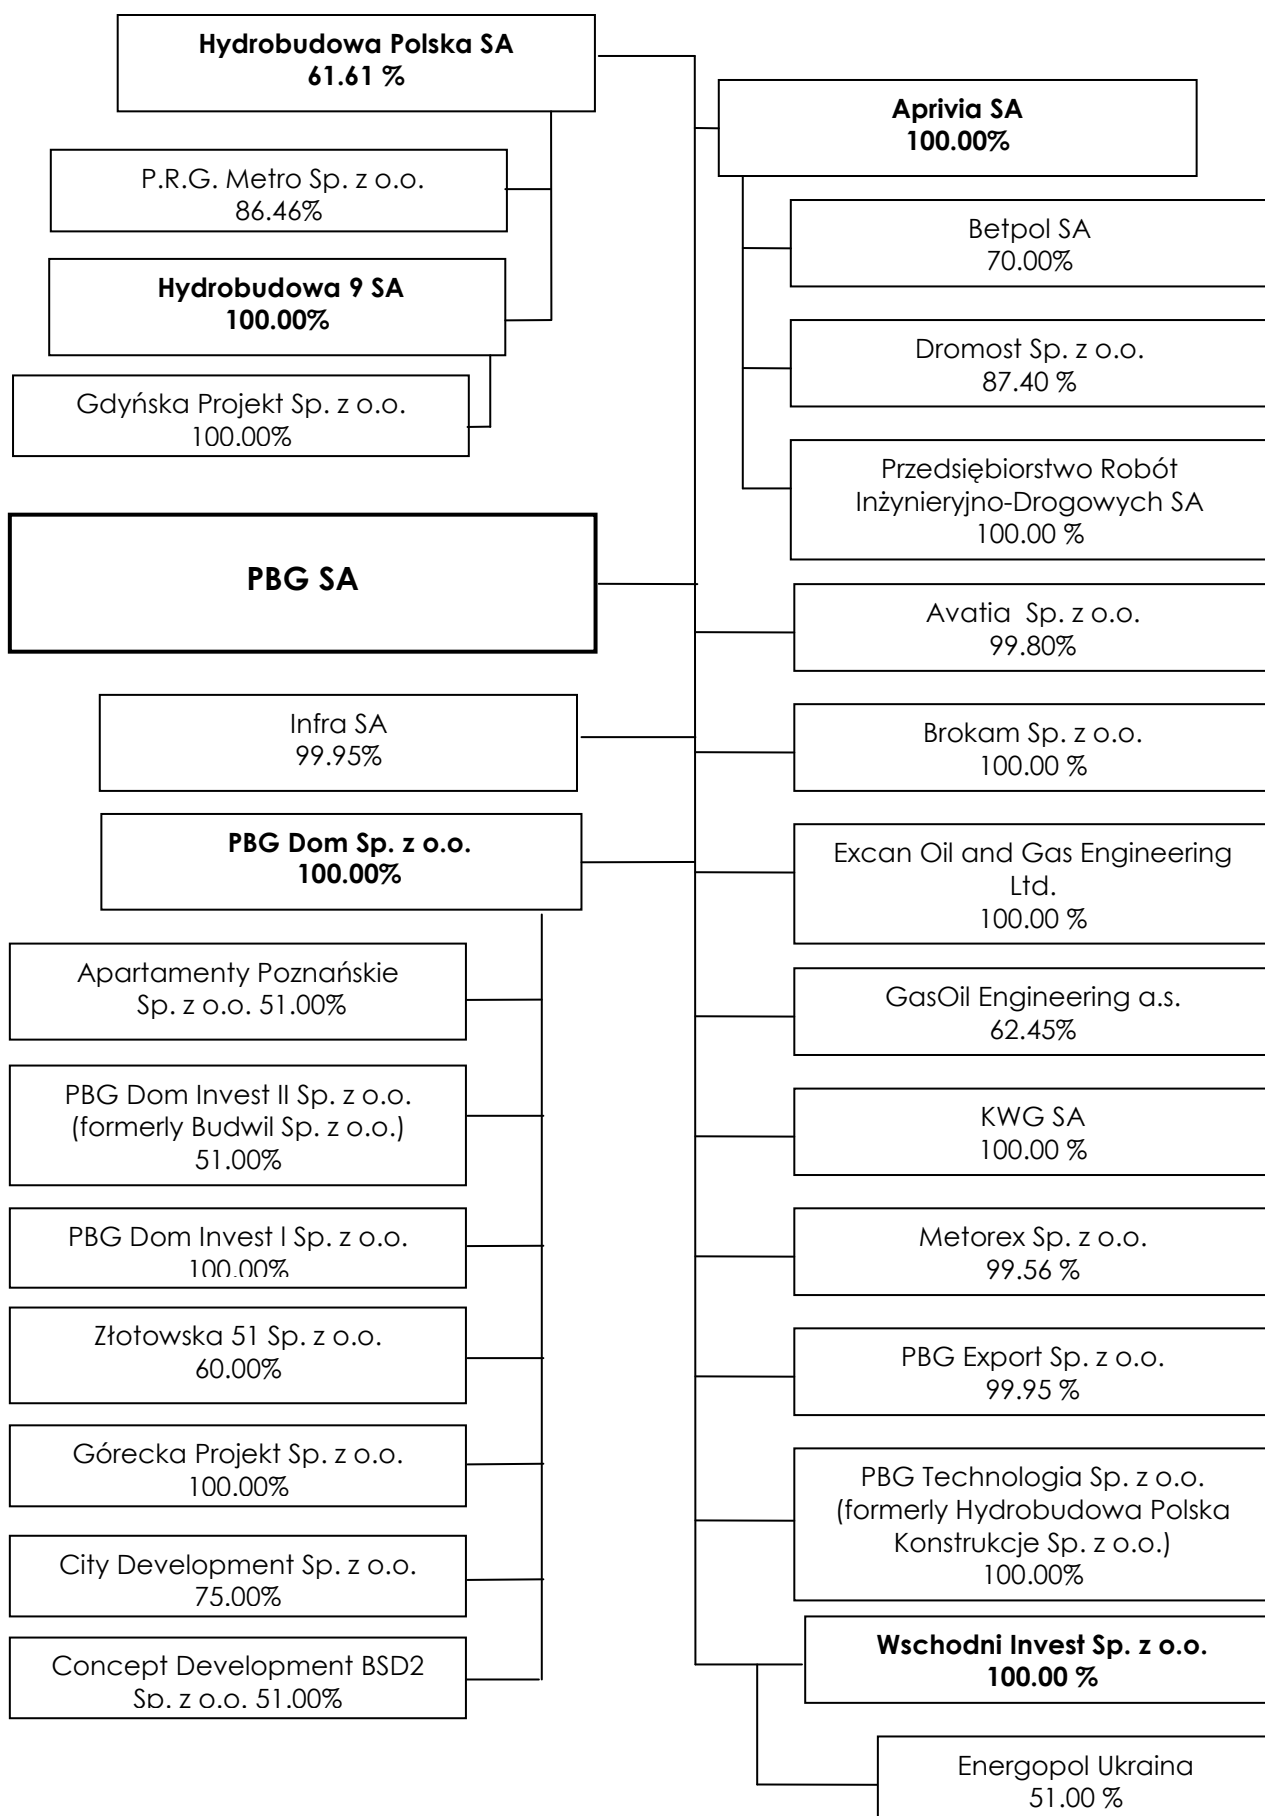 Hydrobudowa Polska SA
61.61 %
P.R.G. Metro Sp. z o.o.
86.46%
Hydrobudowa 9 SA
100.00%
Gdyńska Projekt Sp. z o.o.
100.00%
PBG SA
Infra SA
99.95%
PBG Dom Sp. z o.o.
100.00%
Apartamenty Poznańskie
Sp. z o.o. 51.00%
PBG Dom Invest II Sp. z o.o.
(formerly Budwil Sp. z o.o.)
51.00%
PBG Dom Invest I Sp. z o.o.
100.00%
Złotowska 51 Sp. z o.o.
60.00%
Górecka Projekt Sp. z o.o.
100.00%
City Development Sp. z o.o.
75.00%
Concept Development BSD2
Sp. z o.o. 51.00%
Aprivia SA
100.00%
Betpol SA
70.00%
Dromost Sp. z o.o.
87.40 %
Przedsiębiorstwo Robót
Inżynieryjno-Drogowych SA
100.00 %
Avatia Sp. z o.o.
99.80%
Brokam Sp. z o.o.
100.00 %
Excan Oil and Gas Engineering
Ltd.
100.00 %
GasOil Engineering a.s.
62.45%
KWG SA
100.00 %
Metorex Sp. z o.o.
99.56 %
PBG Export Sp. z o.o.
99.95 %
PBG Technologia Sp. z o.o.
(formerly Hydrobudowa Polska
Konstrukcje Sp. z o.o.)
100.00%
Wschodni Invest Sp. z o.o.
100.00 %
Energopol Ukraina
51.00 %